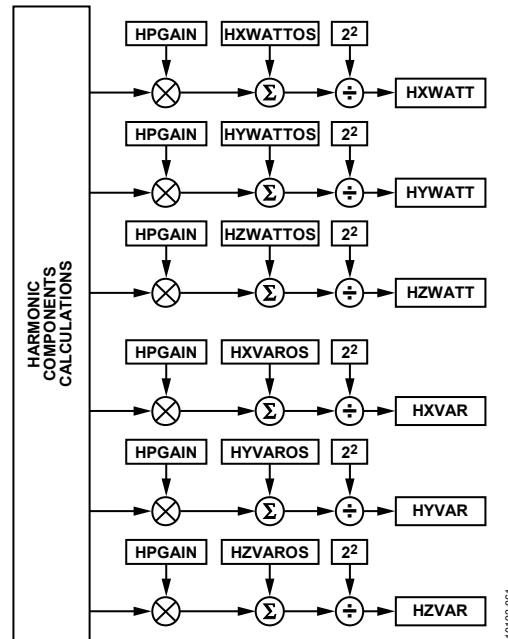 HARMONIC
COMPONENTS
CALCULATIONS
HPGAIN HXWATTOS 2²
HXWATT
HPGAIN HYWATTOS 2²
HYWATT
HPGAIN HZWATTOS 2²
HZWATT
HPGAIN HXVAROS 2²
HXVAR
HPGAIN HYVAROS 2²
HYVAR
HPGAIN HZVAROS 2²
HZVAR